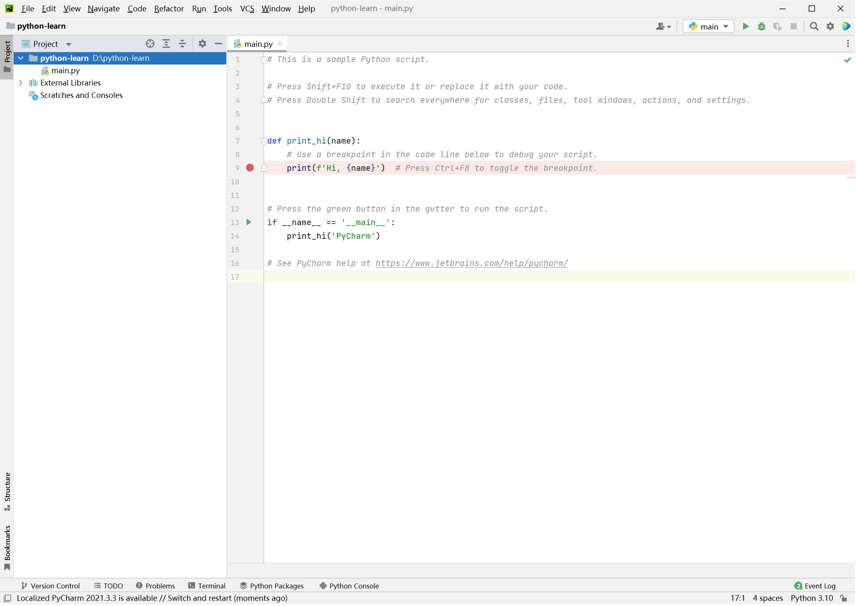 File Edit View Navigate Code Refactor Run Tools VCS Window Help python-learn - main.py
python-learn
main
Project
Project
main.py
python-learn D:\python-learn
main.py
External Libraries
Scratches and Consoles
1 # This is a sample Python script.
2
3 # Press Shift+F10 to execute it or replace it with your code.
4 # Press Double Shift to search everywhere for classes, files, tool windows, actions, and settings.
5
6
7 def print_hi(name):
8 # Use a breakpoint in the code line below to debug your script.
9 print(f'Hi, {name}') # Press Ctrl+F8 to toggle the breakpoint.
10
11
12 # Press the green button in the gutter to run the script.
13 if __name__ == '__main__':
14 print_hi('PyCharm')
15
16 # See PyCharm help at https://www.jetbrains.com/help/pycharm/
17
Structure
Bookmarks
Version Control TODO Problems Terminal Python Packages Python Console 2 Event Log
Localized PyCharm 2021.3.3 is available // Switch and restart (moments ago) 17:1 4 spaces Python 3.10